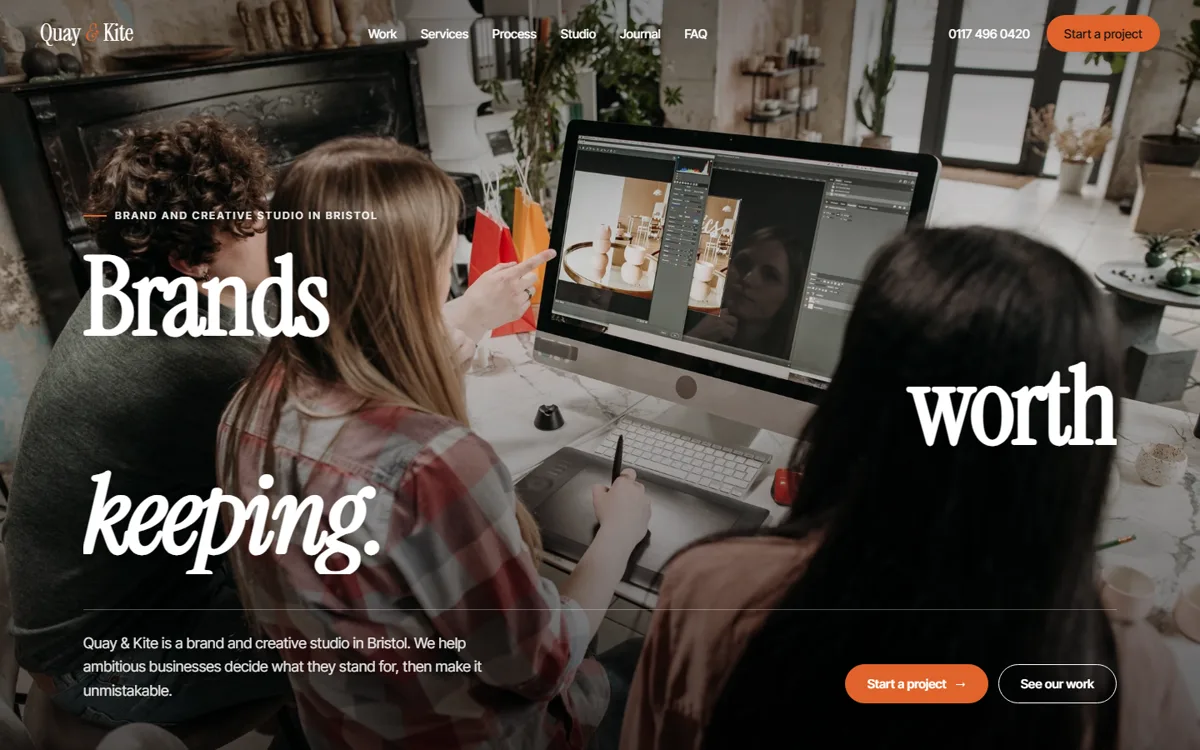 Quay & Kite
Work Services Process Studio Journal FAQ
0117 496 0420
Start a project
BRAND AND CREATIVE STUDIO IN BRISTOL
Brands
worth
keeping.
Quay & Kite is a brand and creative studio in Bristol. We help
ambitious businesses decide what they stand for, then make it
unmistakable.
Start a project →
See our work